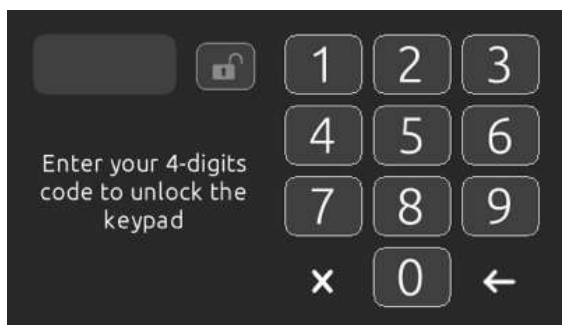 1 2 3
4 5 6
Enter your 4-digits
code to unlock the
keypad
7 8 9
× 0 ←